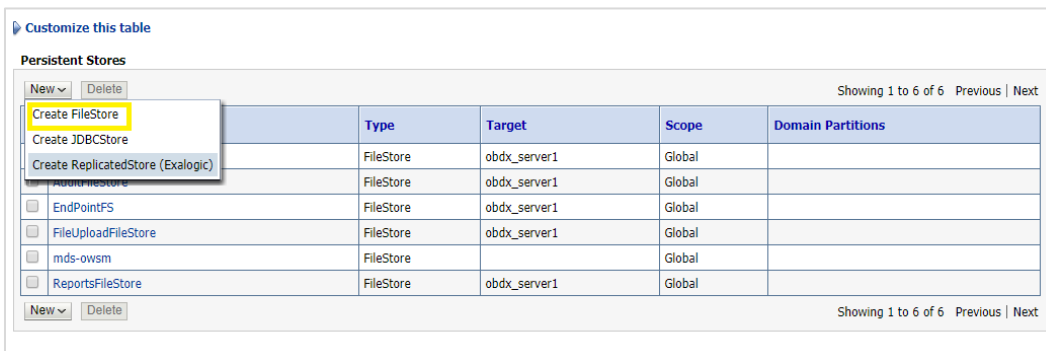 Customize this table
Persistent Stores
New Delete Showing 1 to 6 of 6 Previous | Next
Create FileStore
Create JDBCStore
Create ReplicatedStore (Exalogic)
Type Target Scope Domain Partitions
FileStore obdx_server1 Global
AuditFileStore FileStore obdx_server1 Global
EndPointFS FileStore obdx_server1 Global
FileUploadFileStore FileStore obdx_server1 Global
mds-owsm FileStore Global
ReportsFileStore FileStore obdx_server1 Global
New Delete Showing 1 to 6 of 6 Previous | Next